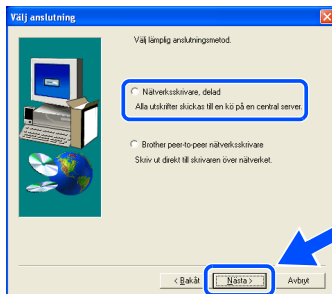 Välj anslutning
Välj lämplig anslutningsmetod.
Nätverksskrivare, delad
Alla utskrifter skickas till en kö på en central server.
Brother peer-to-peer nätverksskrivare
Skriv ut direkt till skrivaren över nätverket.
< Bakåt
Nästa >
Avbryt